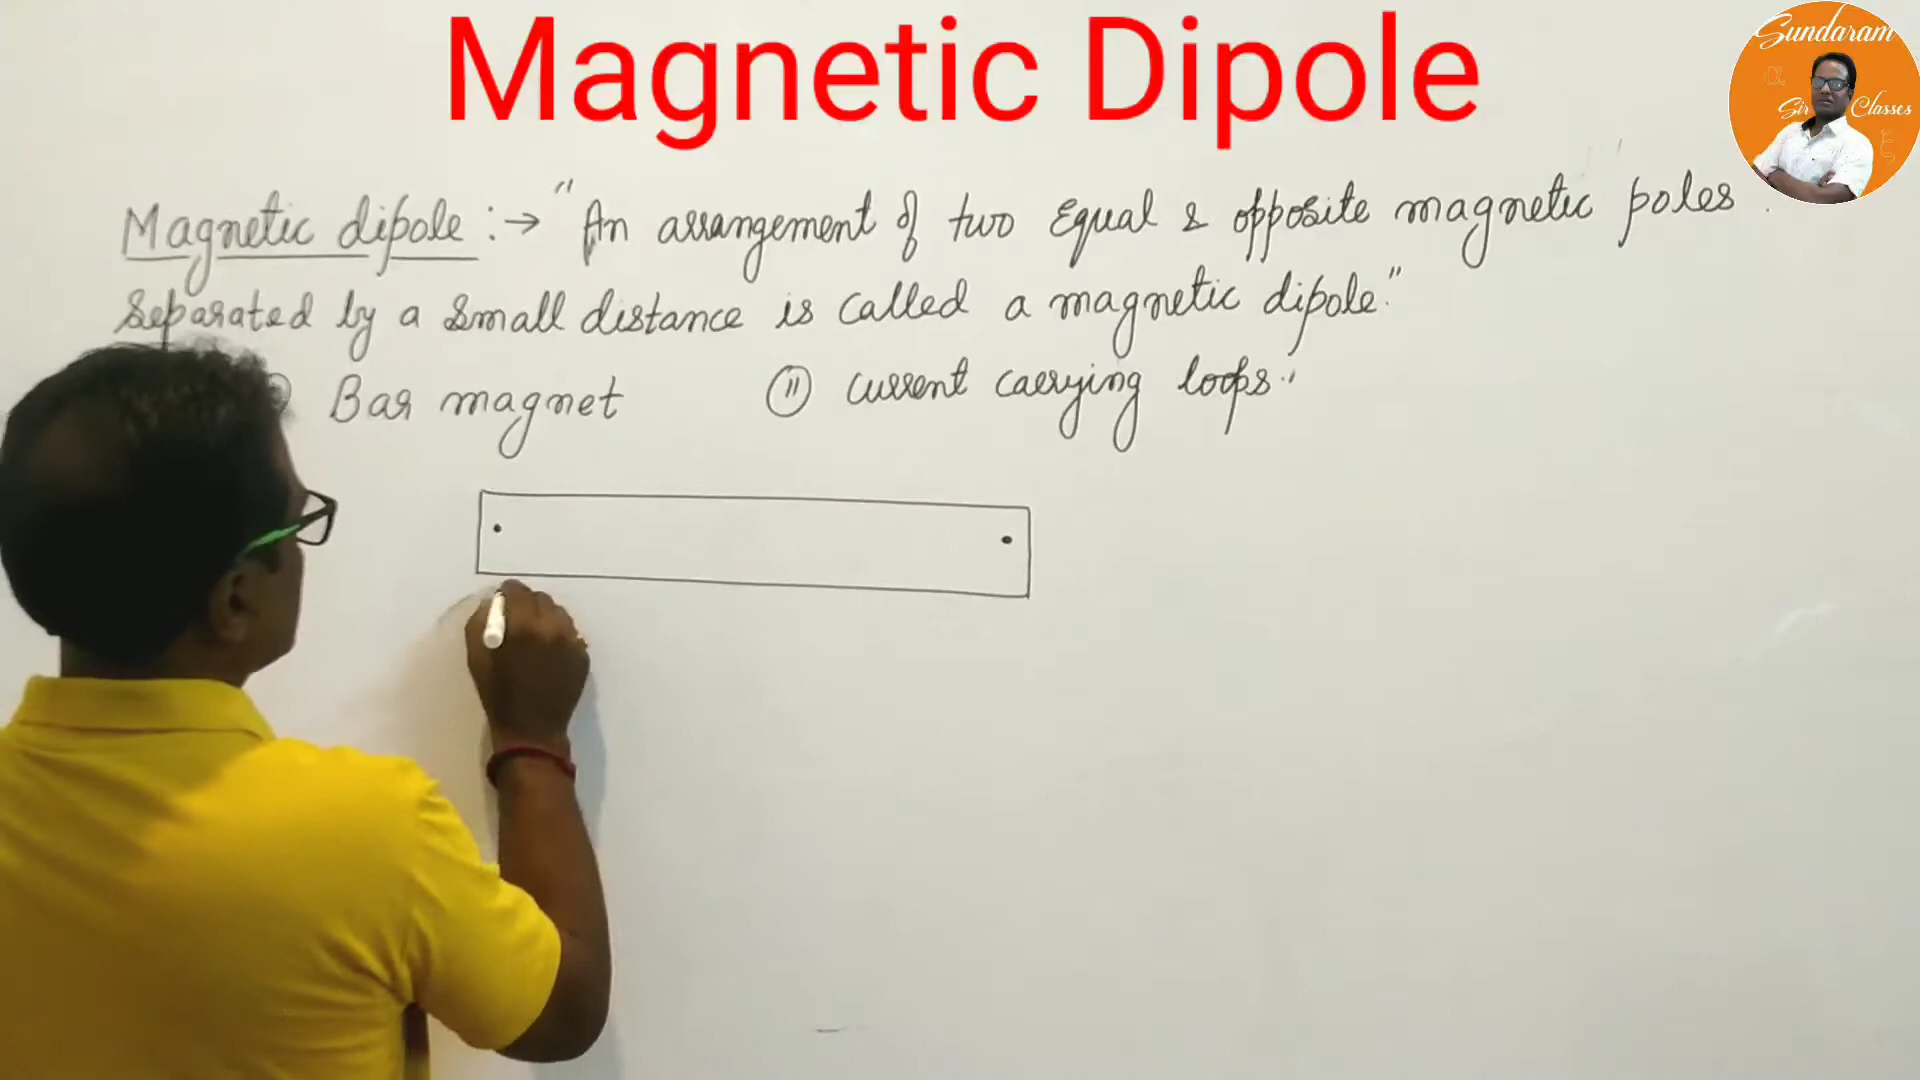 Magnetic Dipole
Sundaram
Sir Classes
Magnetic dipole :→ "An arrangement of two Equal & opposite magnetic poles
Separated by a small distance is called a magnetic dipole."
Bar magnet (ii) current carrying loops.